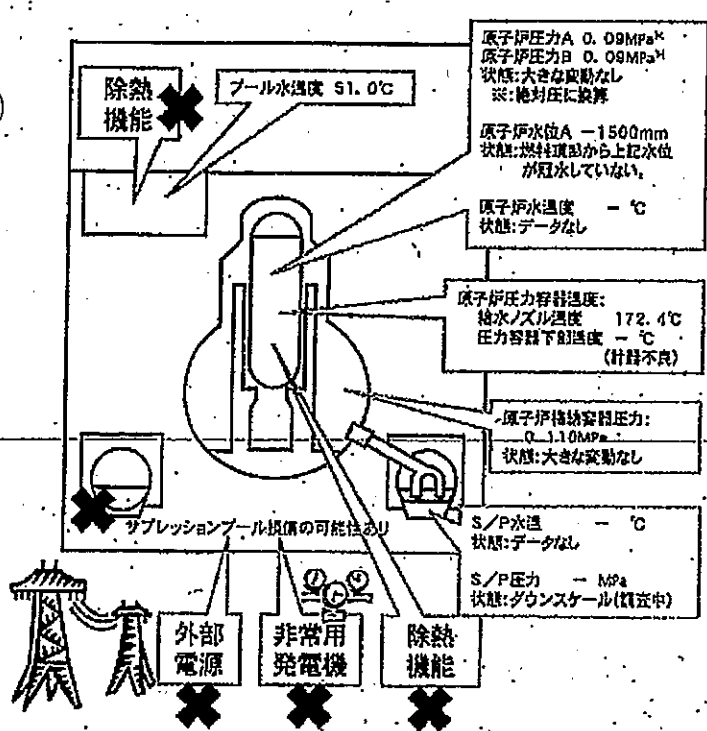 除熱
機能
プール水温度 51.0℃
原子炉圧力A 0.09MPa※
原子炉圧力B 0.09MPa※
状態:大きな変動なし
※:絶対圧に換算
原子炉水位A −1500mm
状態:燃料頂部から上記水位
が冠水していない。
原子炉水温度 − ℃
状態:データなし
原子炉圧力容器温度:
給水ノズル温度 172.4℃
圧力容器下部温度 − ℃
(計器不良)
原子炉格納容器圧力:
0.110MPa
状態:大きな変動なし
サプレッションプール損傷の可能性あり
S/P水温 − ℃
状態:データなし
S/P圧力 − MPa
状態:ダウンスケール(調査中)
外部
電源
非常用
発電機
除熱
機能